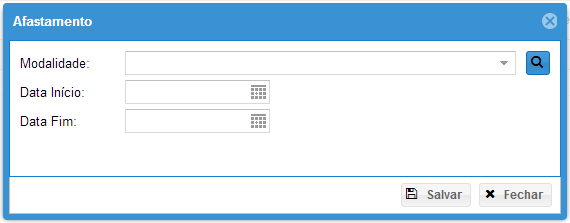 Afastamento
Modalidade:
Data Início:
Data Fim:
Salvar Fechar